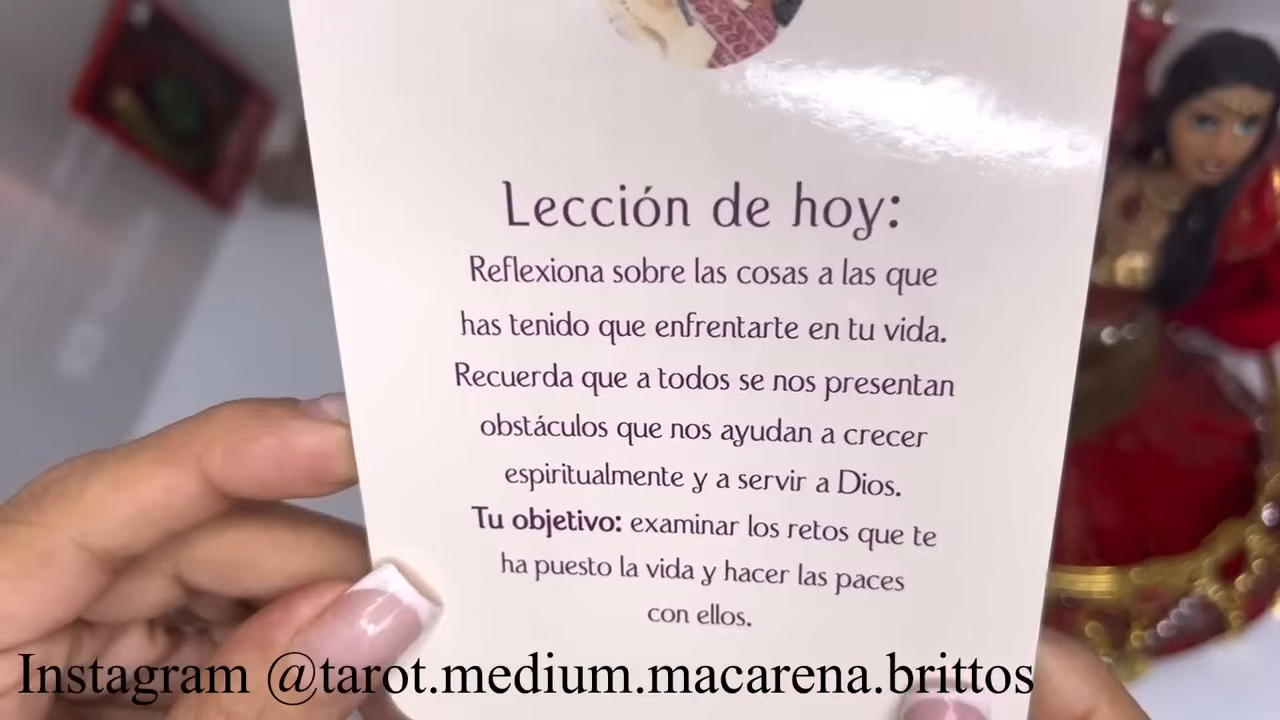 Lección de hoy:
Reflexiona sobre las cosas a las que
has tenido que enfrentarte en tu vida.
Recuerda que a todos se nos presentan
obstáculos que nos ayudan a crecer
espiritualmente y a servir a Dios.
Tu objetivo: examinar los retos que te
ha puesto la vida y hacer las paces
con ellos.
Instagram @tarot.medium.macarena.brittos